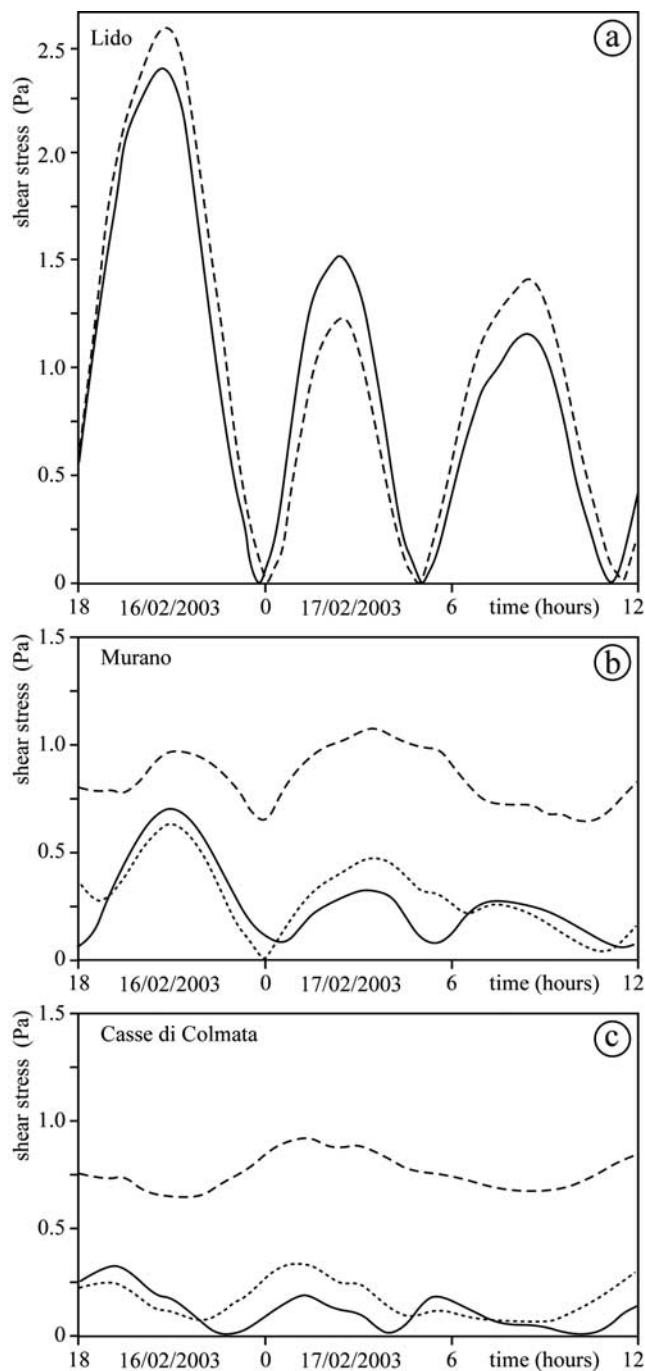 Lido
a
shear stress (Pa)
2.5
2.0
1.5
1.0
0.5
0
18 16/02/2003 0 17/02/2003 6 time (hours) 12
Murano
b
shear stress (Pa)
1.5
1.0
0.5
0
18 16/02/2003 0 17/02/2003 6 time (hours) 12
Casse di Colmata
c
shear stress (Pa)
1.5
1.0
0.5
0
18 16/02/2003 0 17/02/2003 6 time (hours) 12